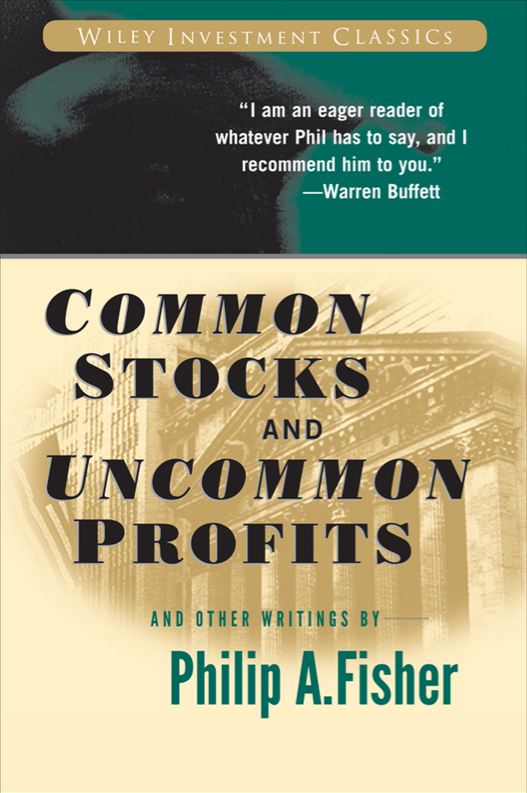 WILEY INVESTMENT CLASSICS
“I am an eager reader of
whatever Phil has to say, and I
recommend him to you.”
—Warren Buffett
COMMON
STOCKS
AND
UNCOMMON
PROFITS
AND OTHER WRITINGS BY
Philip A.Fisher